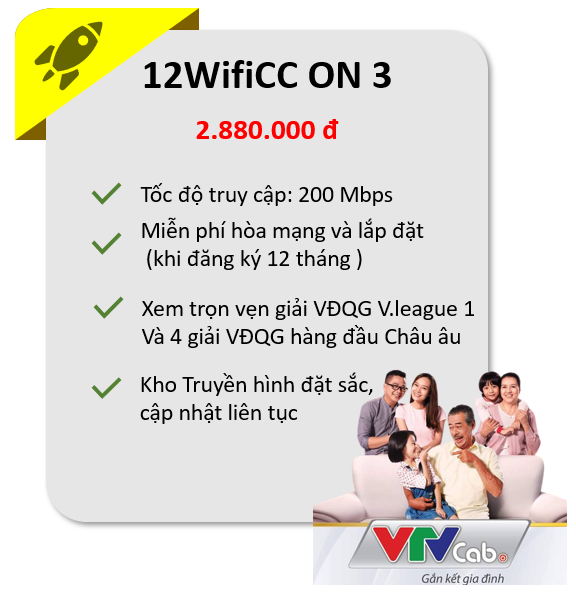 12WifiCC ON 3
2.880.000 đ
Tốc độ truy cập: 200 Mbps
Miễn phí hòa mạng và lắp đặt
(khi đăng ký 12 tháng )
Xem trọn vẹn giải VĐQG V.league 1
Và 4 giải VĐQG hàng đầu Châu âu
Kho Truyền hình đặt sắc,
cập nhật liên tục
VTVCab
Gắn kết gia đình